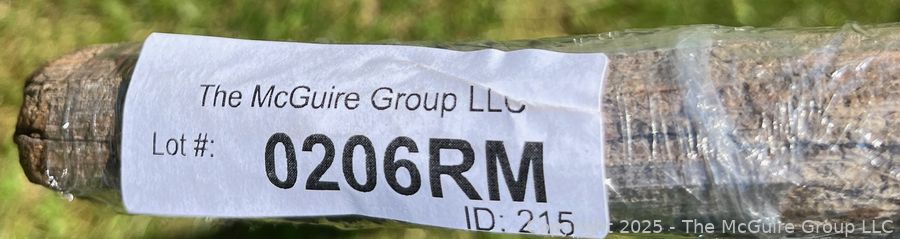 The McGuire Group LLC
Lot #:
0206RM
ID: 215
2025 - The McGuire Group LLC